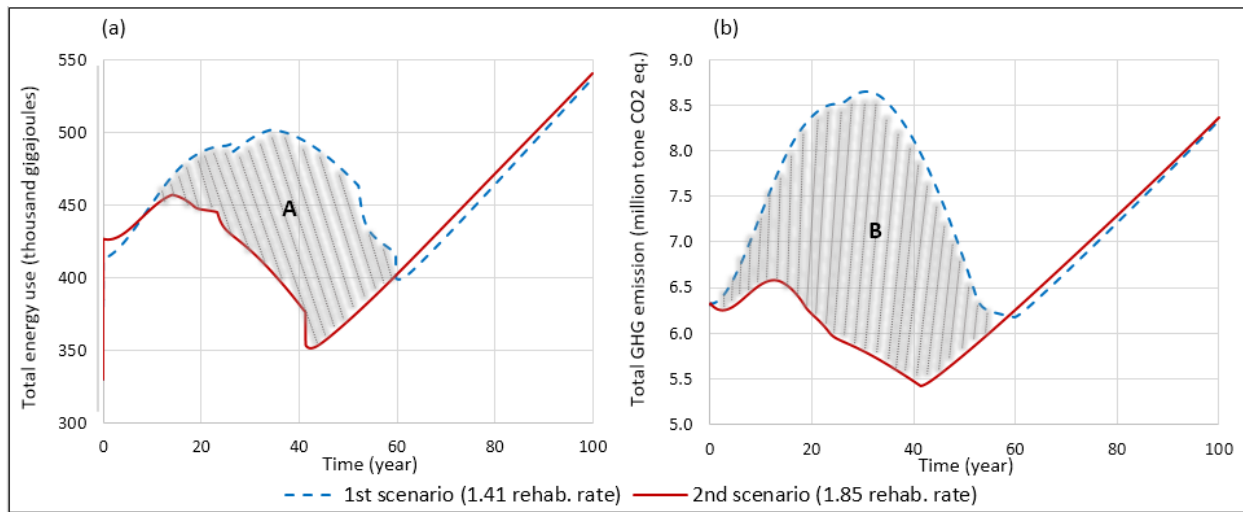 (a)
(b)
Total energy use (thousand gigajoules)
550
500
450
400
350
300
A
0 20 40 60 80 100
Time (year)
Total GHG emission (million tone CO2 eq.)
9.0
8.5
8.0
7.5
7.0
6.5
6.0
5.5
5.0
B
0 20 40 60 80 100
Time (year)
1st scenario (1.41 rehab. rate) 2nd scenario (1.85 rehab. rate)